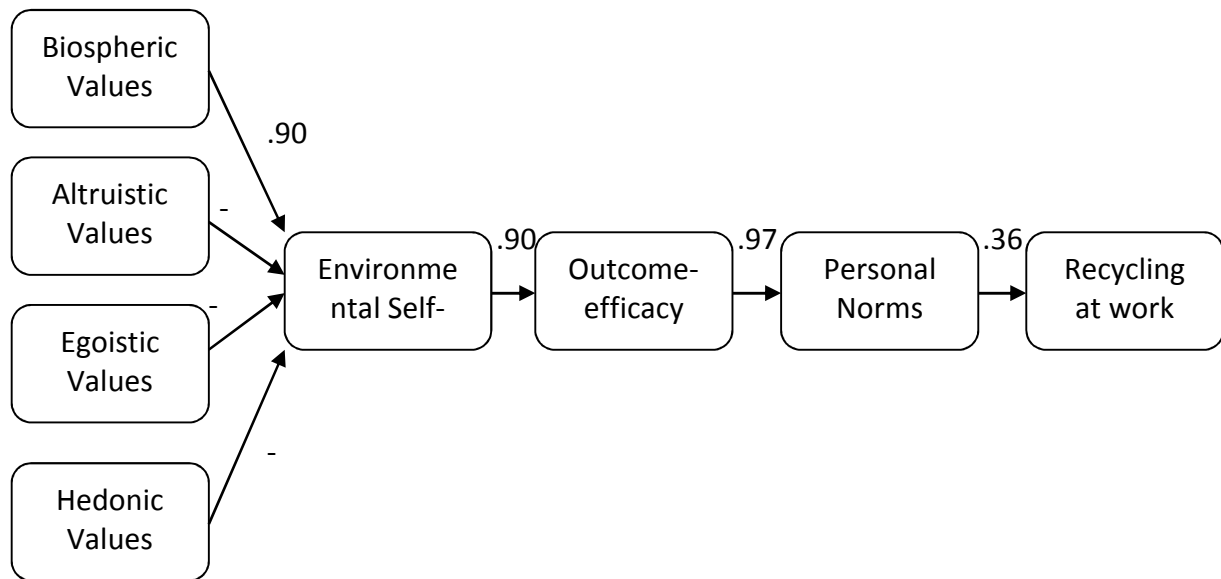 Biospheric
Values
.90
Altruistic
Values
-
Egoistic
Values
-
Hedonic
Values
-
Environme
ntal Self-
.90
Outcome-
efficacy
.97
Personal
Norms
.36
Recycling
at work